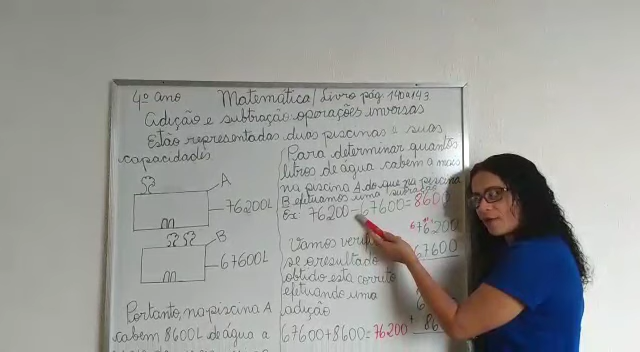 4º ano Matemática/Livro pág. 140 a 143
Adição e subtração operações inversas
Estão representadas duas piscinas e suas
capacidades
A
76200L
B
67600L
Portanto, na piscina A
cabem 8600L de água a
Para determinar quantos
litros de água cabem a mais
na piscina A do que na piscina
B efetuamos uma subtração
Ex: 76200-67600=8600
76200
67600
Vamos verif
se o resultado
obtido está correto
efetuando uma
adição
67600+8600=76200
+ 86